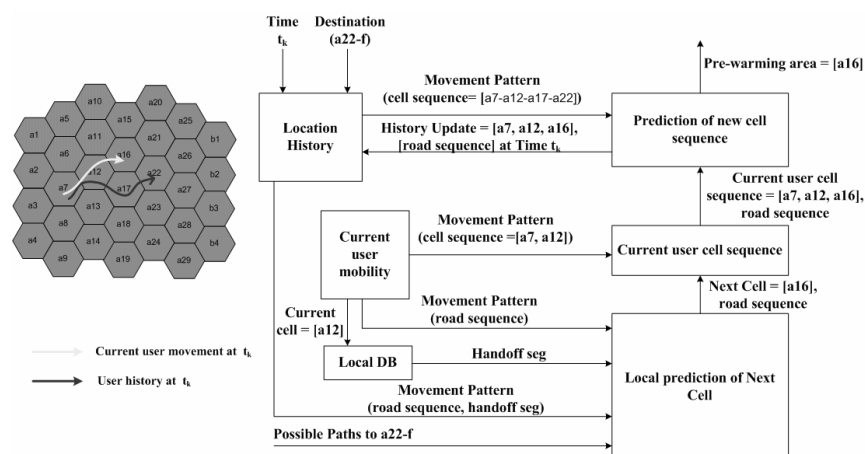 Time
t_k
Destination
(a22-f)
Pre-warming area = [a16]
Movement Pattern
(cell sequence= [a7-a12-a17-a22])
Location
History
History Update = [a7, a12, a16],
[road sequence] at Time t_k
Prediction of new cell
sequence
Current user cell
sequence = [a7, a12, a16],
road sequence
Current
user
mobility
Movement Pattern
(cell sequence =[a7, a12])
Current user cell sequence
Next Cell = [a16],
road sequence
Current
cell = [a12]
Movement Pattern
(road sequence)
Local DB
Handoff seg
Local prediction of Next
Cell
Movement Pattern
(road sequence, handoff seg)
Possible Paths to a22-f
a10
a20
a5
a15
a25
a1
a11
a21
b1
a6
a16
a26
a2
a12
a22
b2
a7
a17
a27
a3
a13
a23
b3
a8
a18
a28
a4
a14
a24
b4
a9
a19
a29
Current user movement at t_k
User history at t_k